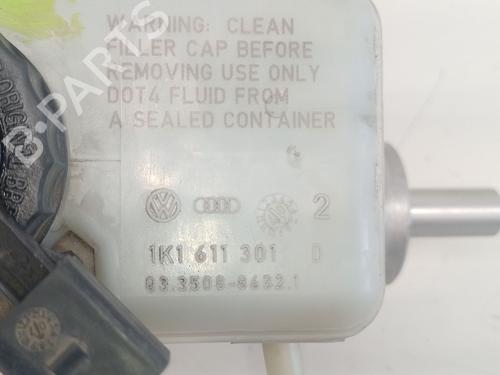 WARNING: CLEAN
FILLER CAP BEFORE
REMOVING USE ONLY
DOT4 FLUID FROM
A SEALED CONTAINER
2
1K1 611 301 D
03.3508-8632.1
B-PARTS